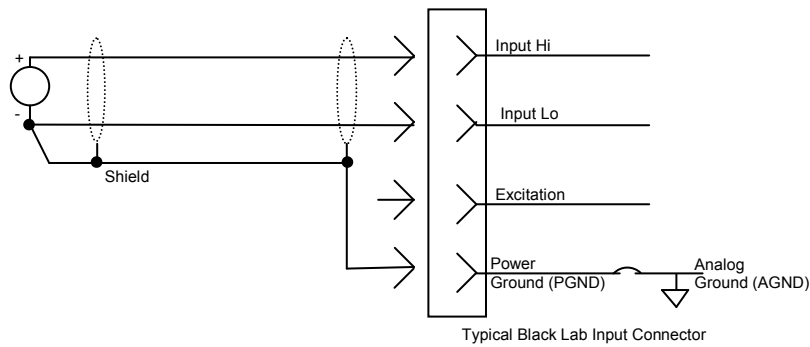 +
Input Hi
-
Input Lo
Shield
Excitation
Power
Ground (PGND)
Analog
Ground (AGND)
Typical Black Lab Input Connector